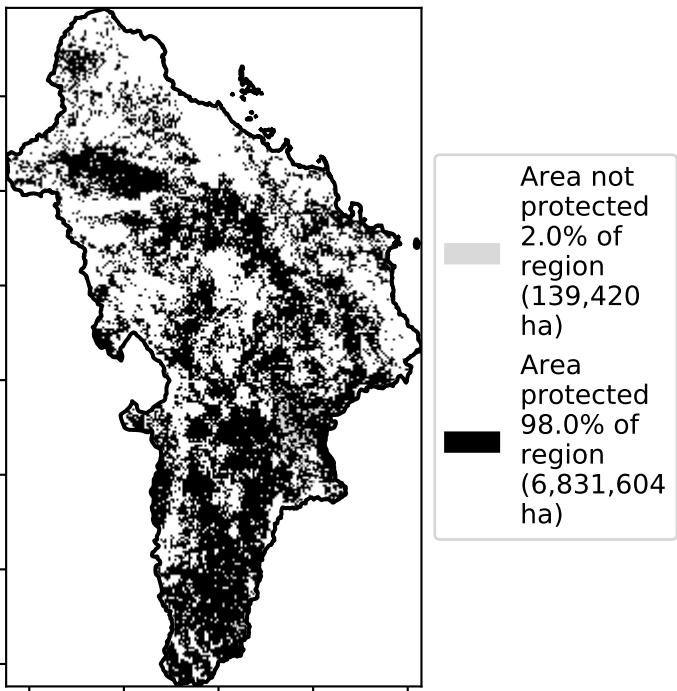 Area not
protected
2.0% of
region
(139,420
ha)
Area
protected
98.0% of
region
(6,831,604
ha)